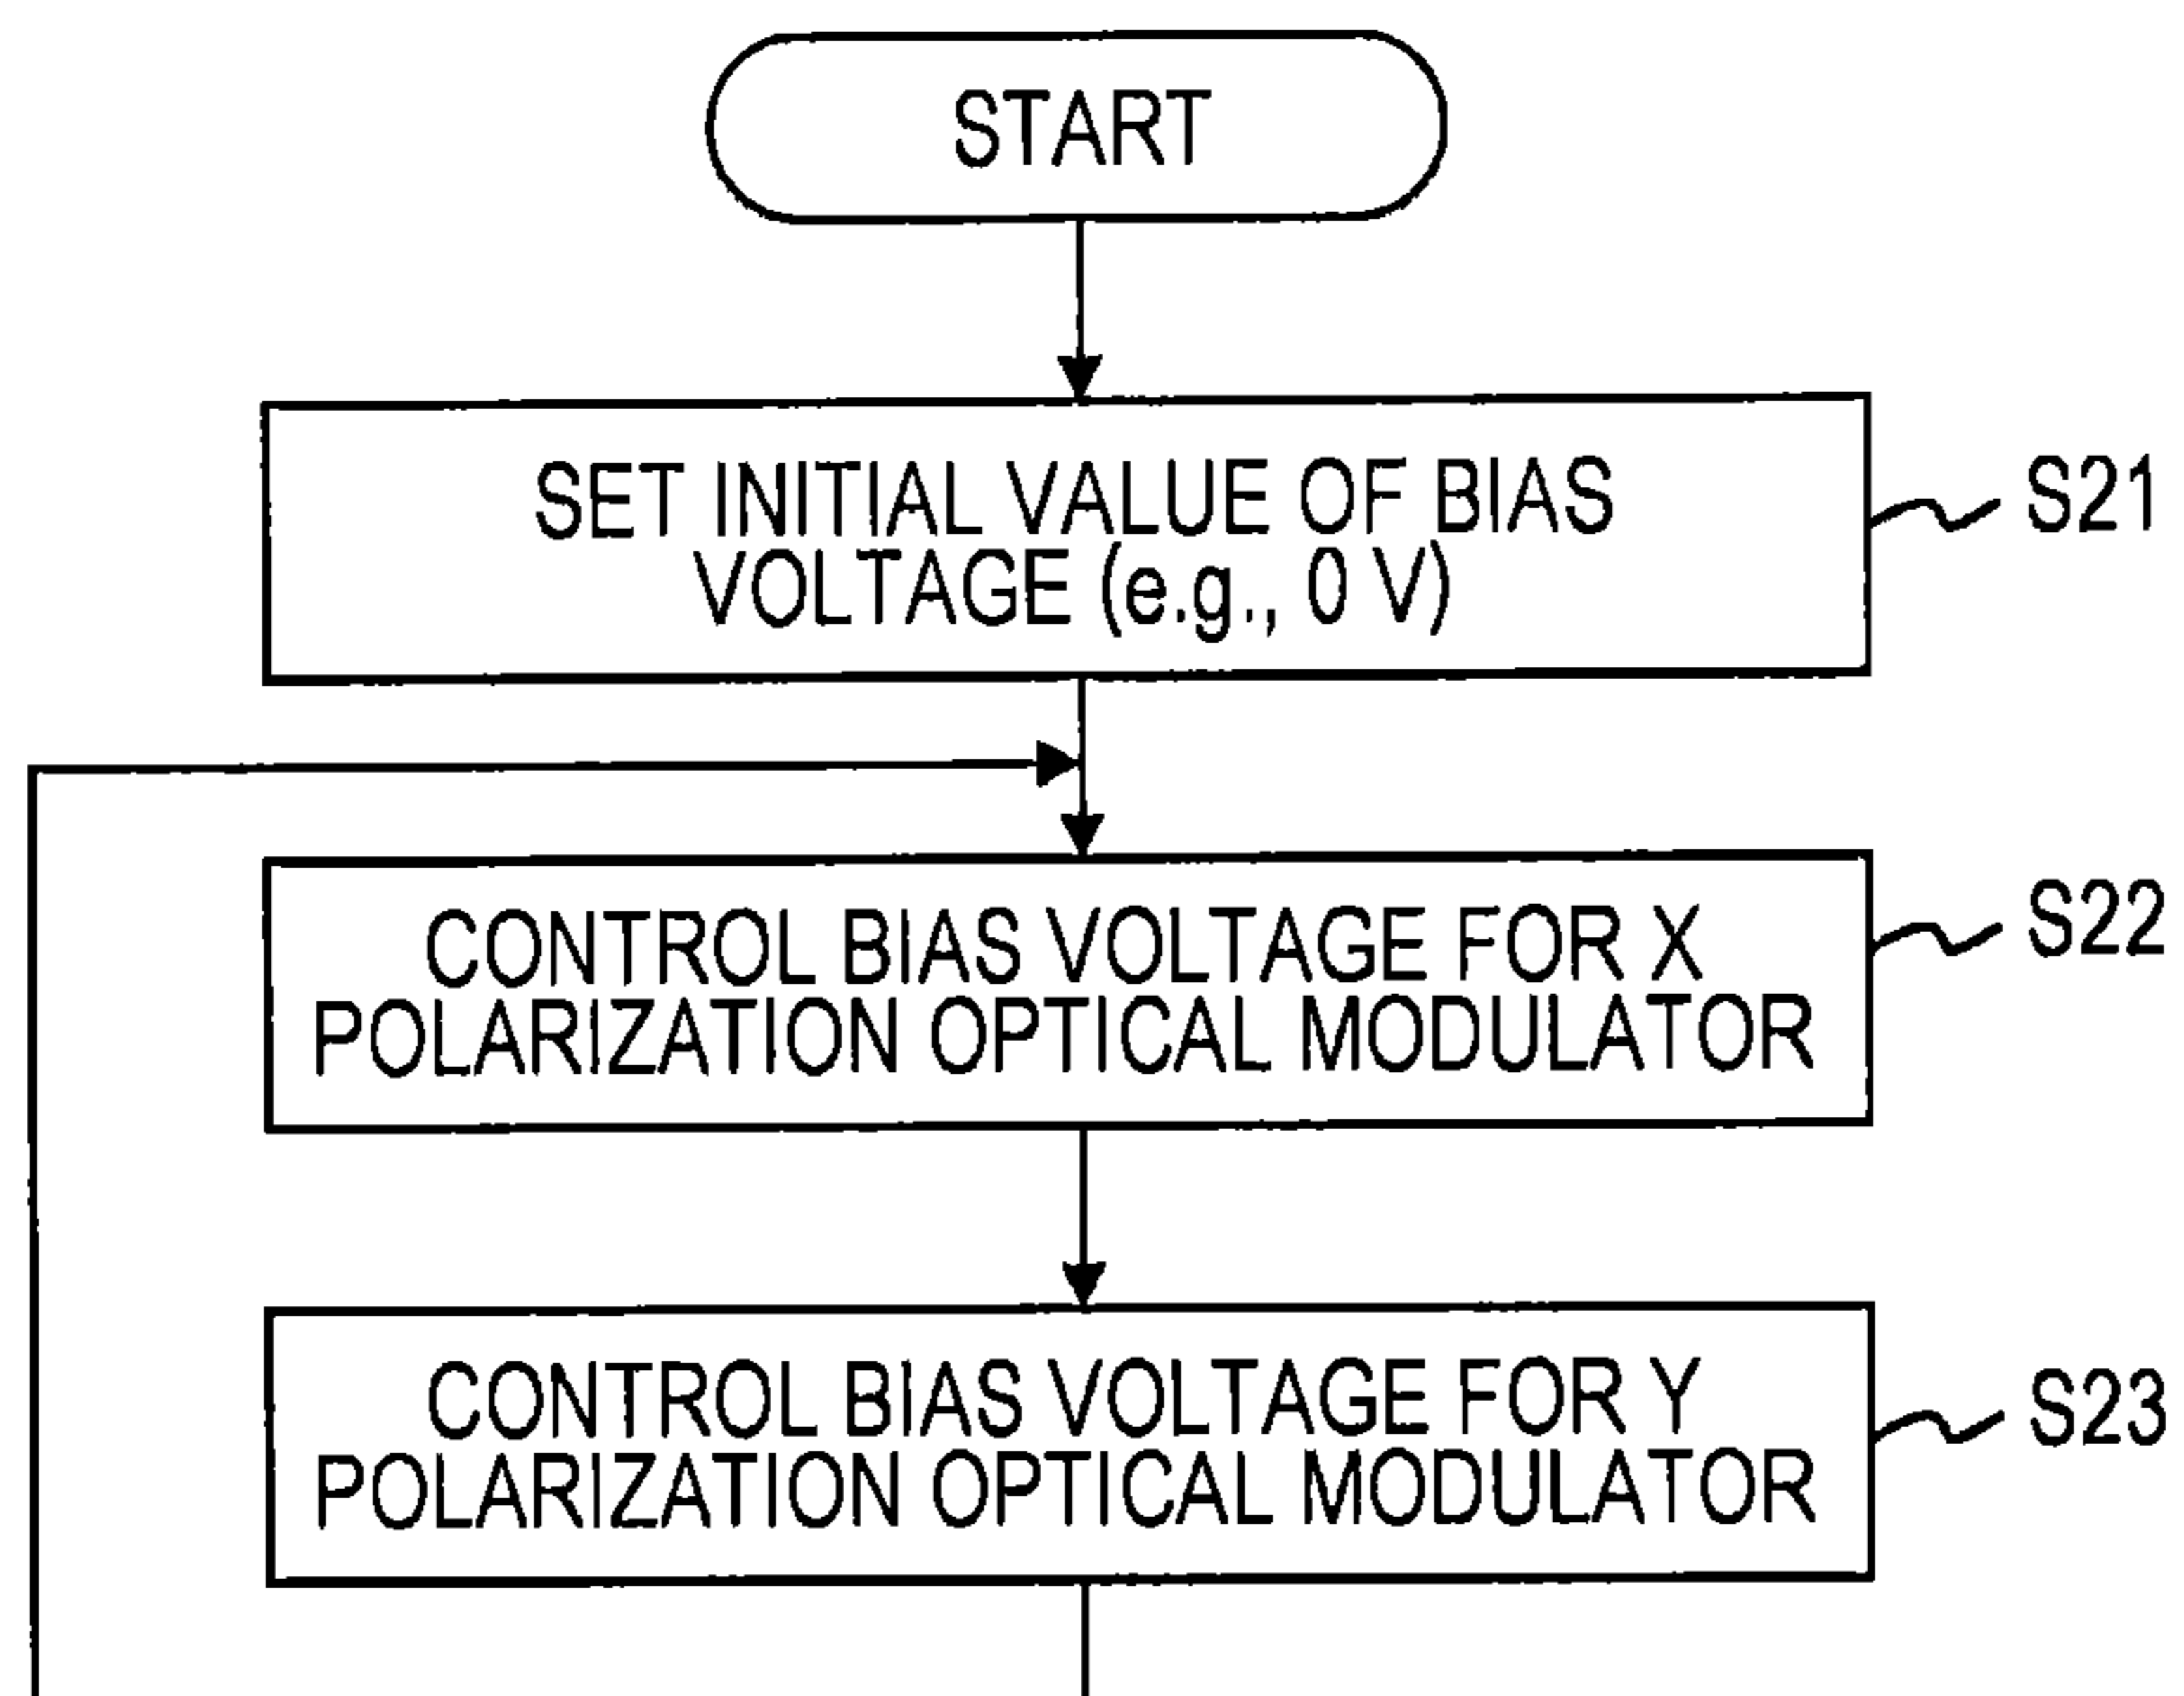 START
SET INITIAL VALUE OF BIAS
VOLTAGE (e.g., 0 V)
S21
CONTROL BIAS VOLTAGE FOR X
POLARIZATION OPTICAL MODULATOR
S22
CONTROL BIAS VOLTAGE FOR Y
POLARIZATION OPTICAL MODULATOR
S23